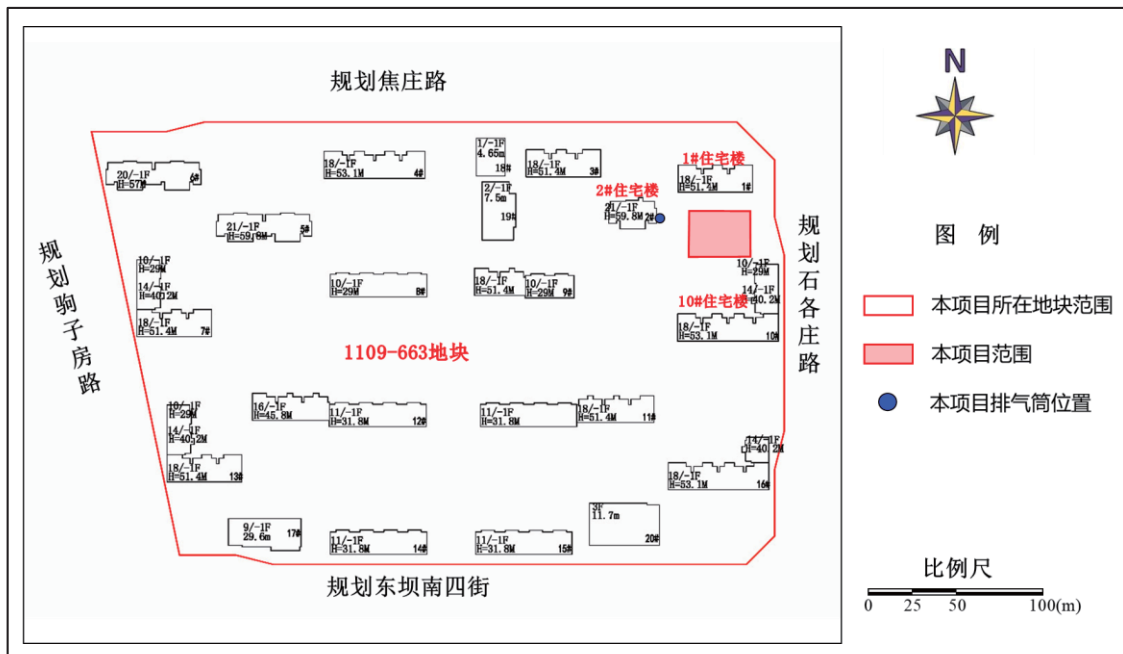 规划焦庄路
N
1/-1F
4.65m
18#
18/-1F
H=53.1M
4#
18/-1F
H=51.4M
3#
1#住宅楼
18/-1F
H=51.4M
1#
20/-1F
H=57M
6#
2#住宅楼
2/-1F
7.5m
19#
21/-1F
H=59.8M
2#
21/-1F
H=59.8M
5#
规划石各庄路
图 例
规划驹子房路
10/-1F
H=29M
14/-1F
H=40.2M
18/-1F
H=51.4M
7#
10/-1F
H=29M
8#
18/-1F
H=51.4M
10/-1F
H=29M
9#
10/-1F
H=29M
14/-1F
H=40.2M
10#住宅楼
18/-1F
H=53.1M
10#
本项目所在地块范围
1109-663地块
本项目范围
本项目排气筒位置
10/-1F
H=29M
14/-1F
H=40.2M
18/-1F
H=51.4M
13#
16/-1F
H=45.8M
11/-1F
H=31.8M
12#
11/-1F
H=31.8M
18/-1F
H=51.4M
11#
14/-1F
H=40.2M
18/-1F
H=53.1M
16#
9/-1F
29.6m
17#
11/-1F
H=31.8M
14#
11/-1F
H=31.8M
15#
3F
11.7m
20#
规划东坝南四街
比例尺
0 25 50 100(m)